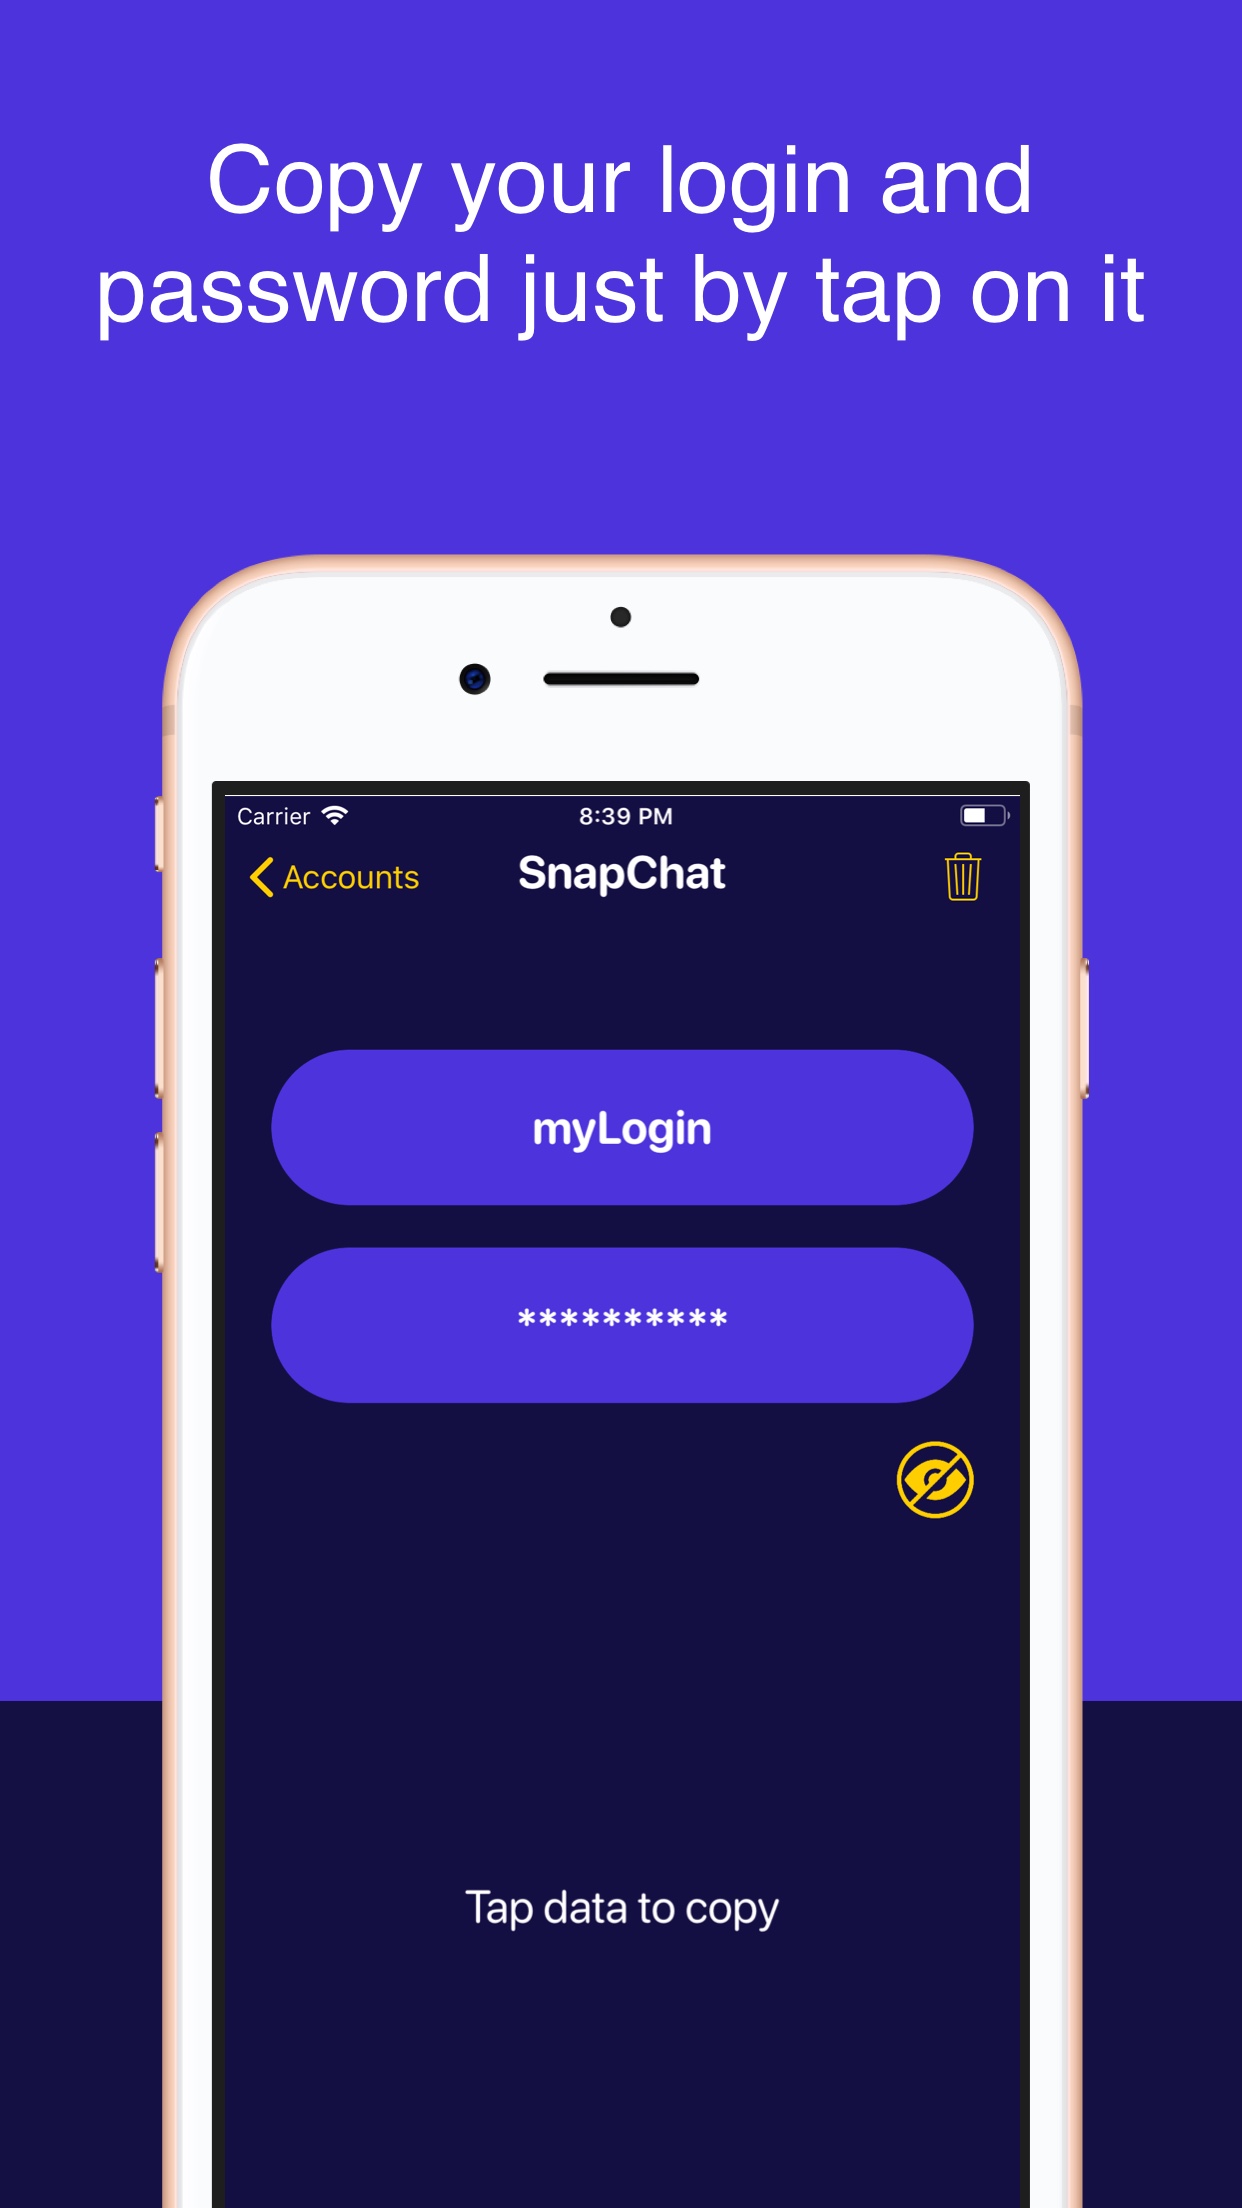 Copy your login and
password just by tap on it
Carrier 8:39 PM
Accounts SnapChat
myLogin
**********
Tap data to copy